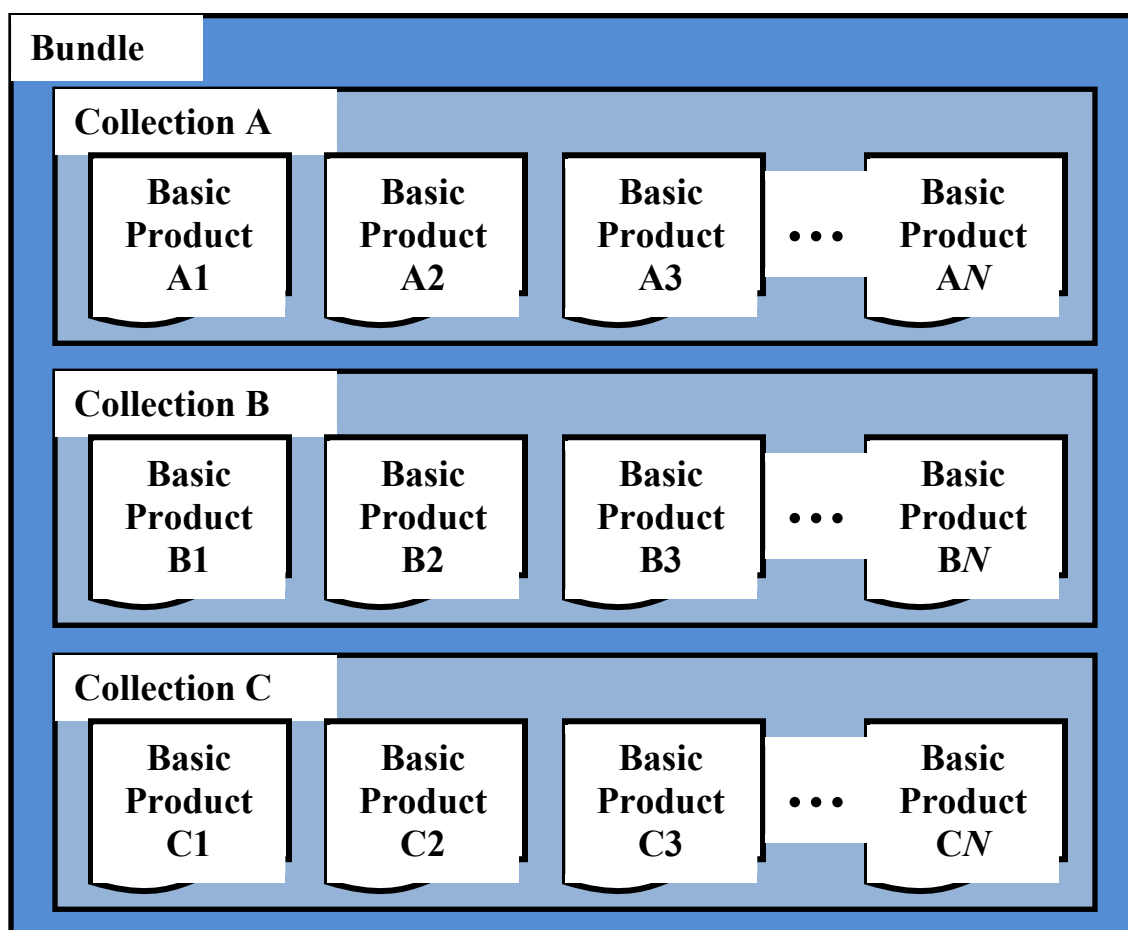 Bundle
Collection A
Basic
Product
A1
Basic
Product
A2
Basic
Product
A3
•••
Basic
Product
AN
Collection B
Basic
Product
B1
Basic
Product
B2
Basic
Product
B3
•••
Basic
Product
BN
Collection C
Basic
Product
C1
Basic
Product
C2
Basic
Product
C3
•••
Basic
Product
CN